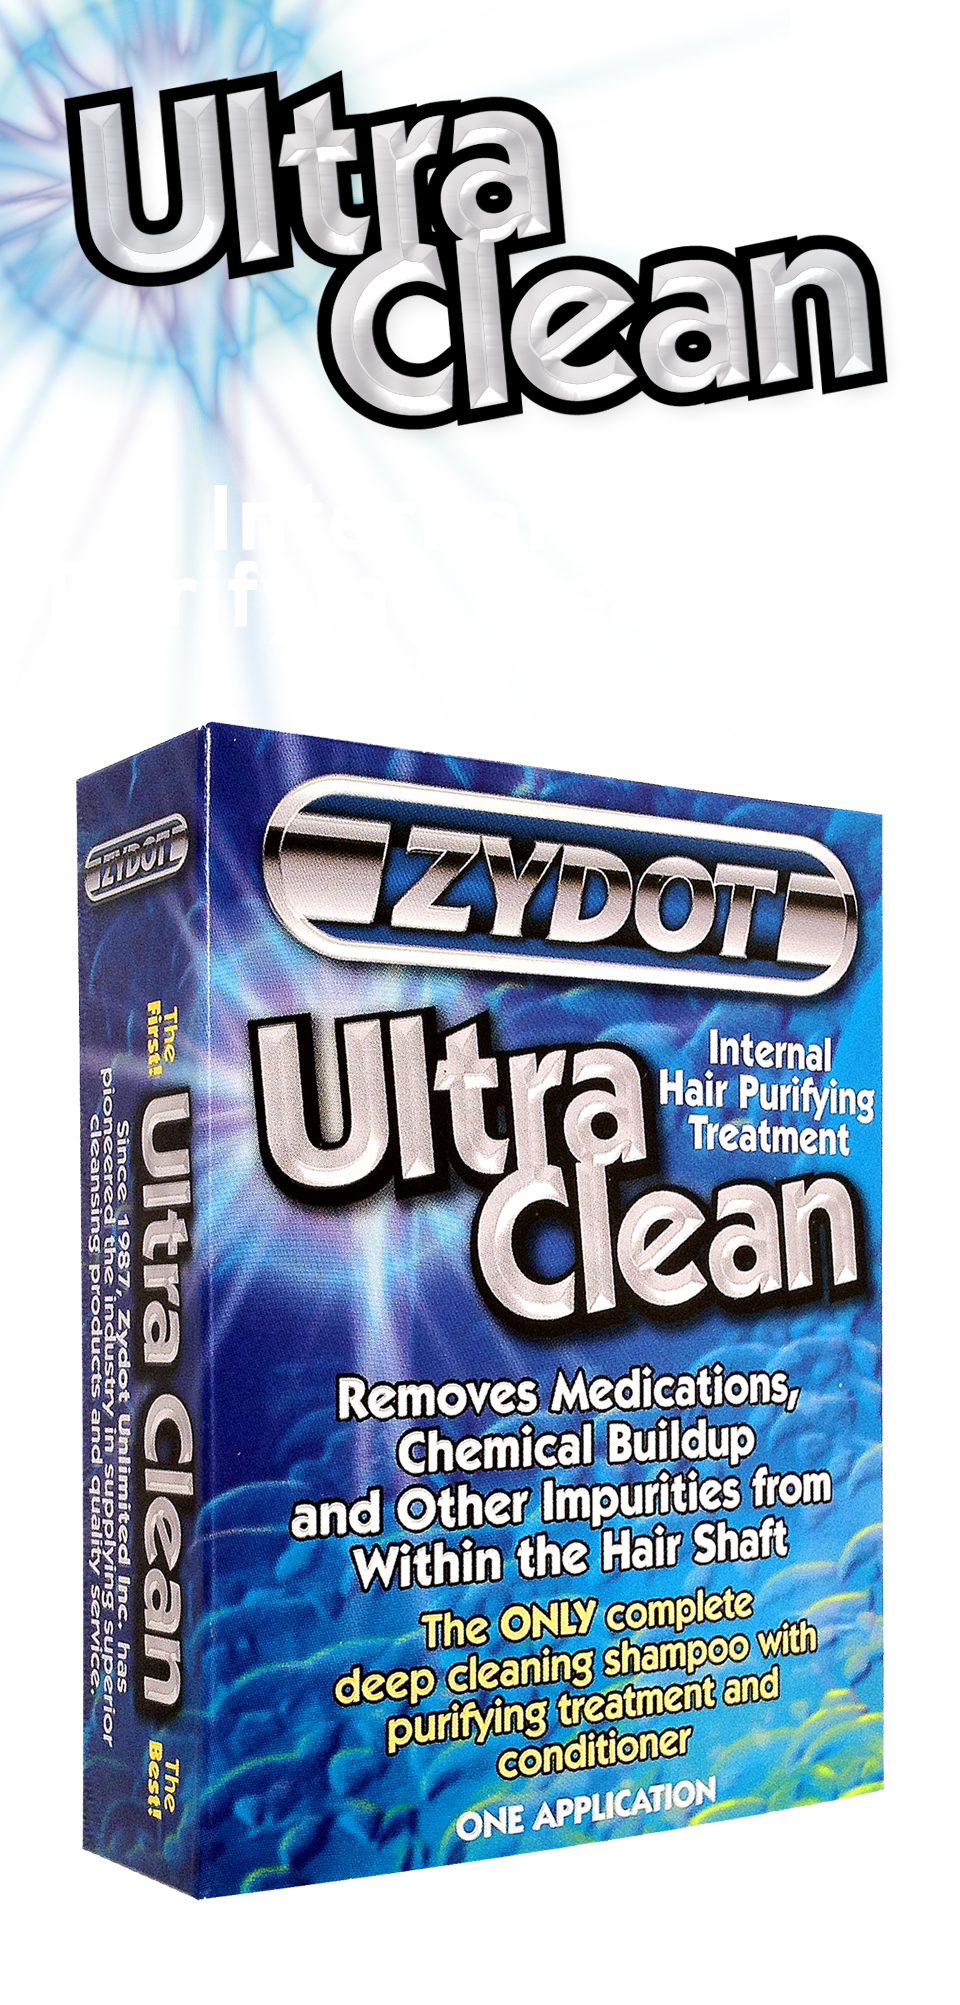 Ultra
Clean
ZYDOT
Ultra
Clean
Internal
Hair Purifying
Treatment
Removes Medications,
Chemical Buildup
and Other Impurities from
Within the Hair Shaft
The ONLY complete
deep cleaning shampoo with
purifying treatment and
conditioner
ONE APPLICATION
ZYDOT
The
First!
Ultra Clean
The
Best!
Since 1987, Zydot Unlimited Inc. has
pioneered the industry in supplying superior
cleansing products and quality service.